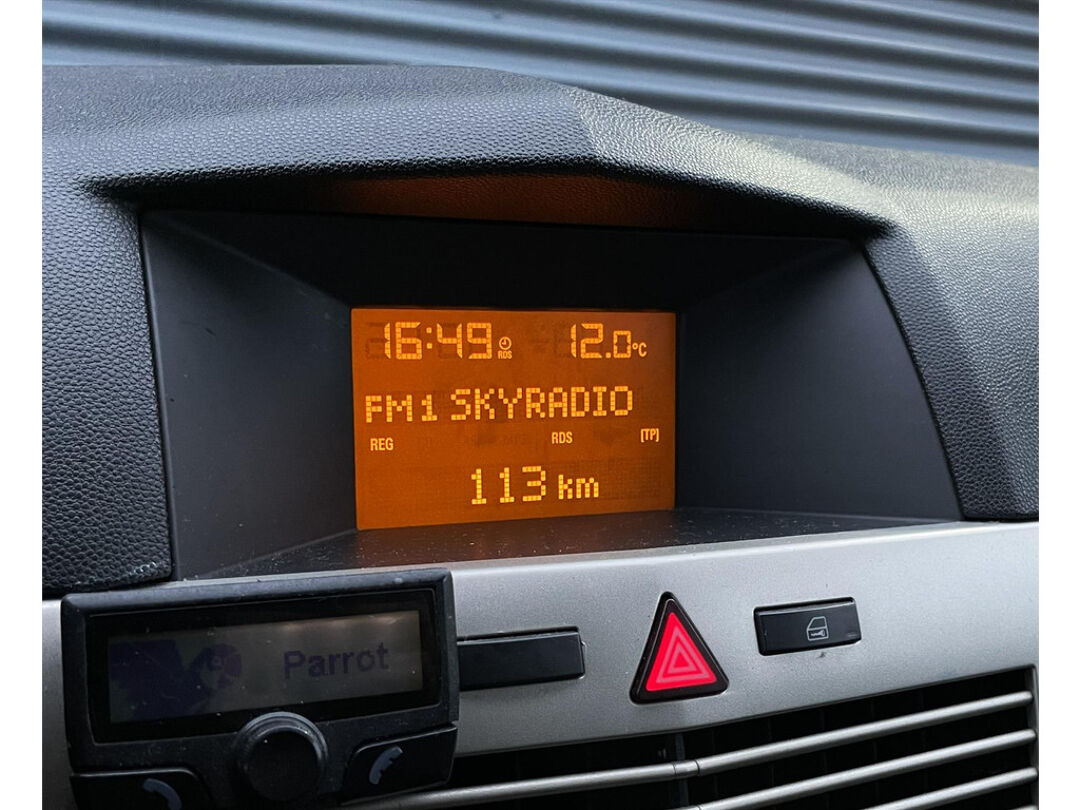 16:49 RDS 12.0°C
FM1 SKYRADIO
REG RDS [TP]
113 km
Parrot